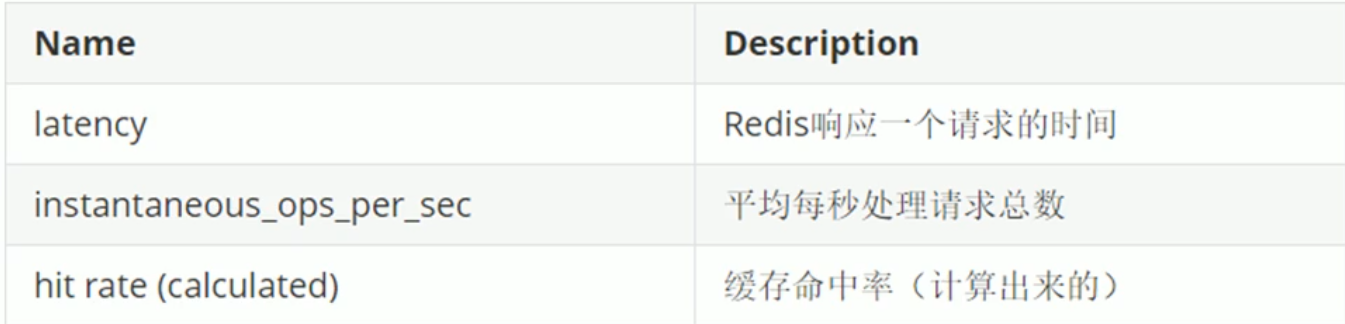 Name Description
latency Redis响应一个请求的时间
instantaneous_ops_per_sec 平均每秒处理请求总数
hit rate (calculated) 缓存命中率（计算出来的）